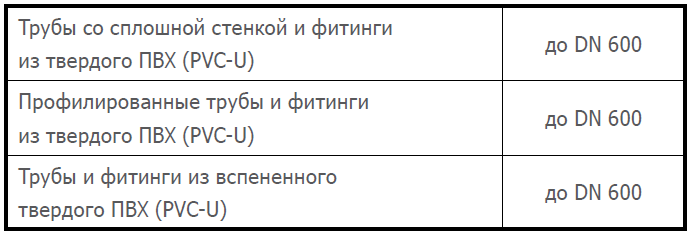 Трубы со сплошной стенкой и фитинги
из твердого ПВХ (PVC-U)
до DN 600
Профилированные трубы и фитинги
из твердого ПВХ (PVC-U)
до DN 600
Трубы и фитинги из вспененного
твердого ПВХ (PVC-U)
до DN 600